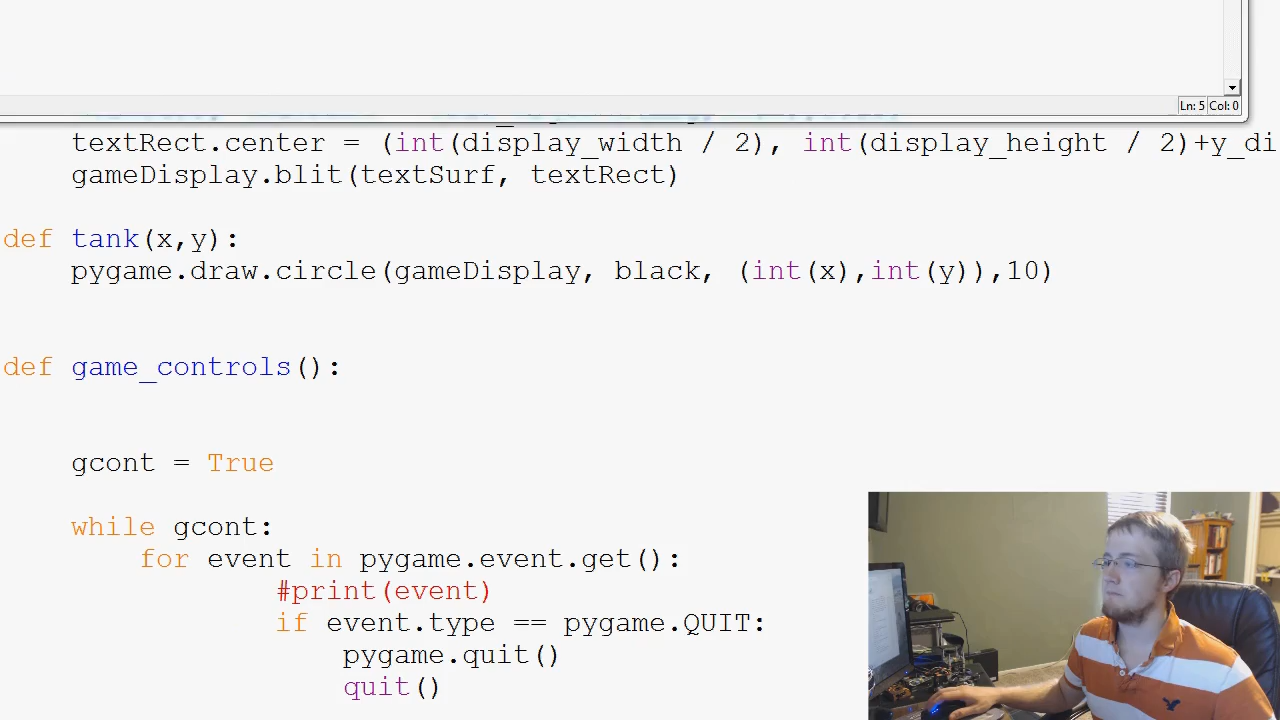 Ln: 5 Col: 0
textRect.center = (int(display_width / 2), int(display_height / 2)+y_di
gameDisplay.blit(textSurf, textRect)
def tank(x,y):
pygame.draw.circle(gameDisplay, black, (int(x),int(y)),10)
def game_controls():
gcont = True
while gcont:
for event in pygame.event.get():
#print(event)
if event.type == pygame.QUIT:
pygame.quit()
quit()